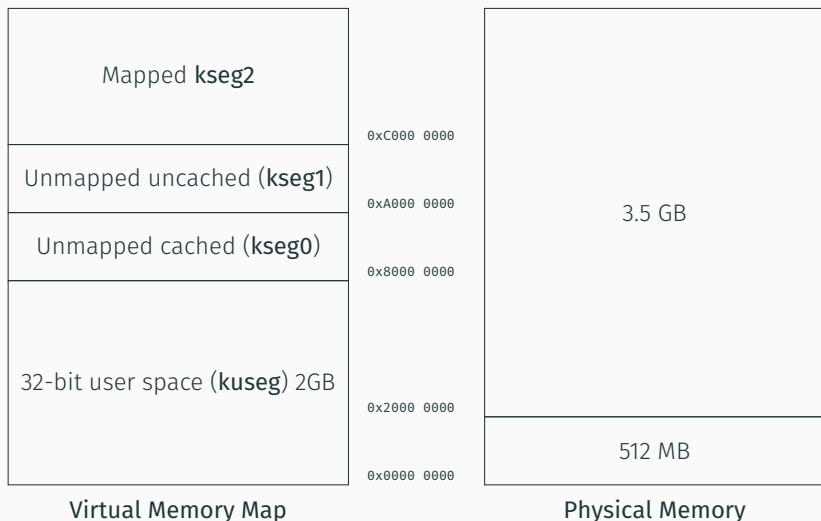 Mapped kseg2
0xC000 0000
Unmapped uncached (kseg1)
0xA000 0000
3.5 GB
Unmapped cached (kseg0)
0x8000 0000
32-bit user space (kuseg) 2GB
0x2000 0000
512 MB
0x0000 0000
Virtual Memory Map
Physical Memory